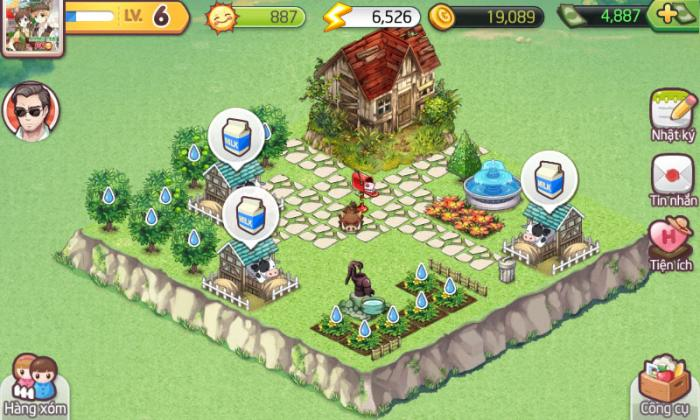 LV. 6
887
6,526
19,089
4,887
MILK
MILK
MILK
Nhật ký
Tin nhắn
H
Tiện ích
Hàng xóm
Công cụ